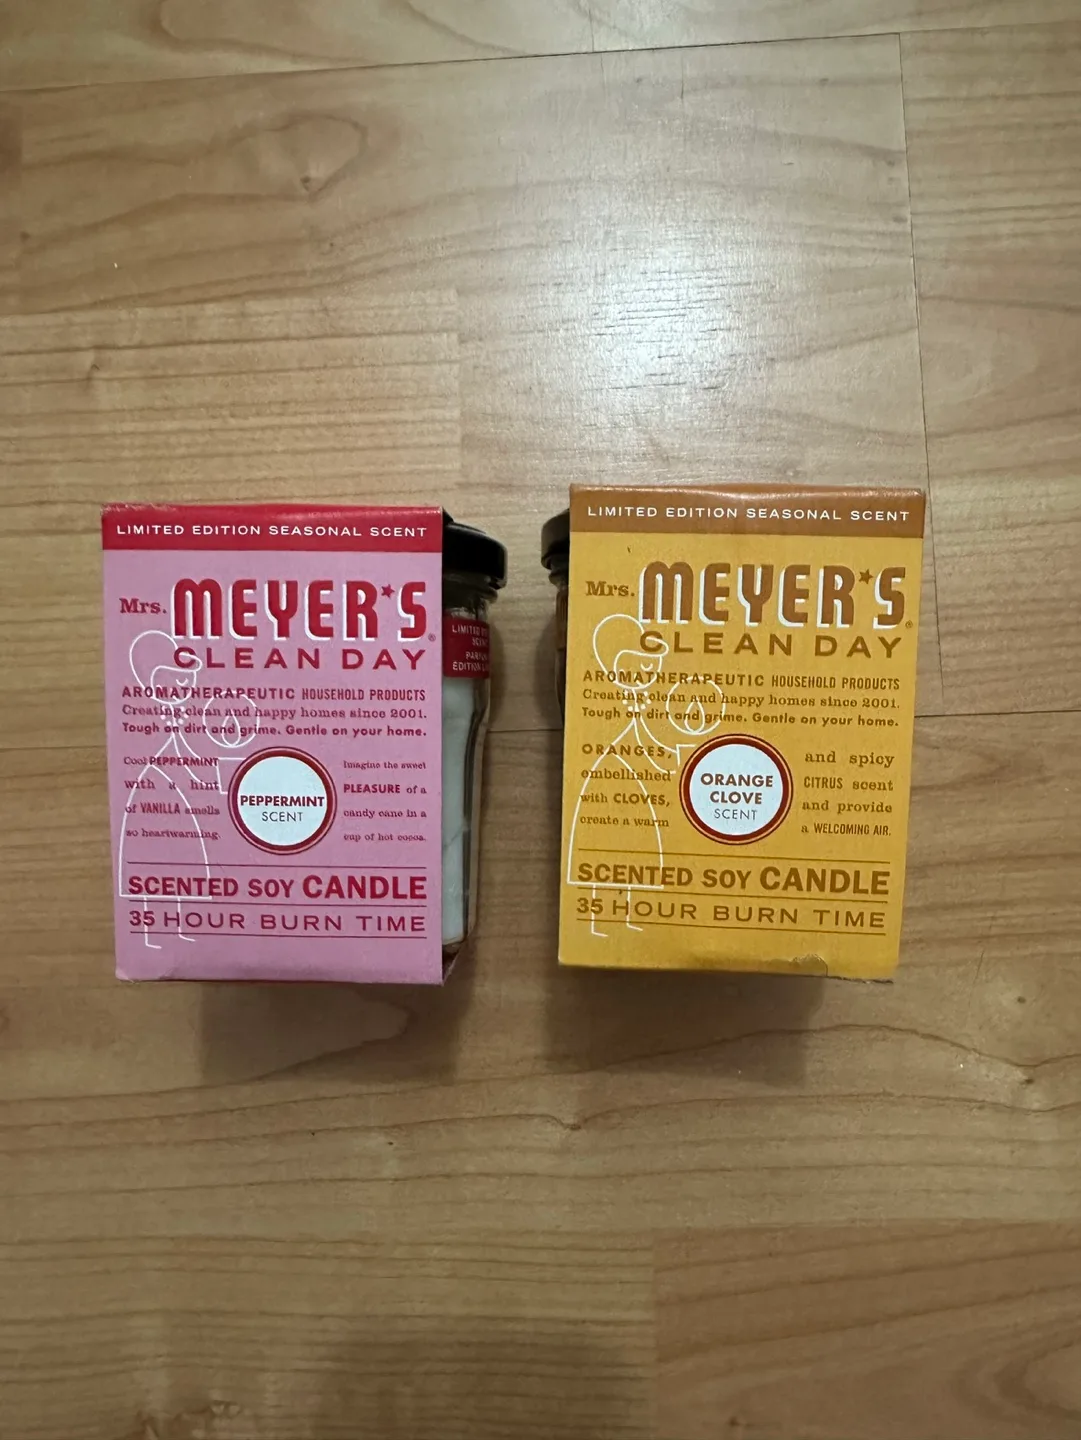 LIMITED EDITION SEASONAL SCENT
Mrs. MEYER'S®
CLEAN DAY
AROMATHERAPEUTIC HOUSEHOLD PRODUCTS
Creating clean and happy homes since 2001.
Tough on dirt and grime. Gentle on your home.
Cool PEPPERMINT
with a hint
of VANILLA smells
so heartwarming.
PEPPERMINT
SCENT
Imagine the sweet
PLEASURE of a
candy cane in a
cup of hot cocoa.
SCENTED SOY CANDLE
35 HOUR BURN TIME
LIMITED
EDITION
LIMITED EDITION SEASONAL SCENT
Mrs. MEYER'S®
CLEAN DAY
AROMATHERAPEUTIC HOUSEHOLD PRODUCTS
Creating clean and happy homes since 2001.
Tough on dirt and grime. Gentle on your home.
ORANGES,
embellished
with CLOVES,
create a warm
ORANGE
CLOVE
SCENT
and spicy
CITRUS scent
and provide
a WELCOMING AIR.
SCENTED SOY CANDLE
35 HOUR BURN TIME